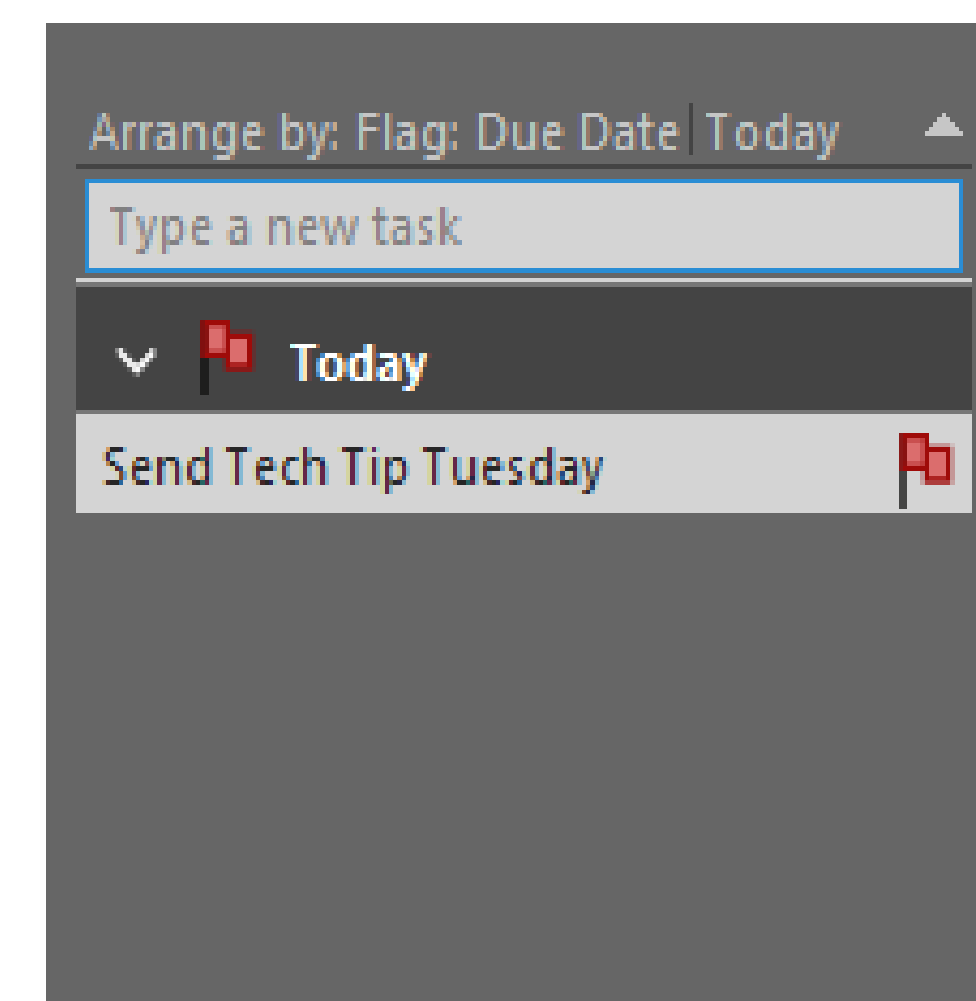 Arrange by: Flag: Due Date Today
Type a new task
Today
Send Tech Tip Tuesday